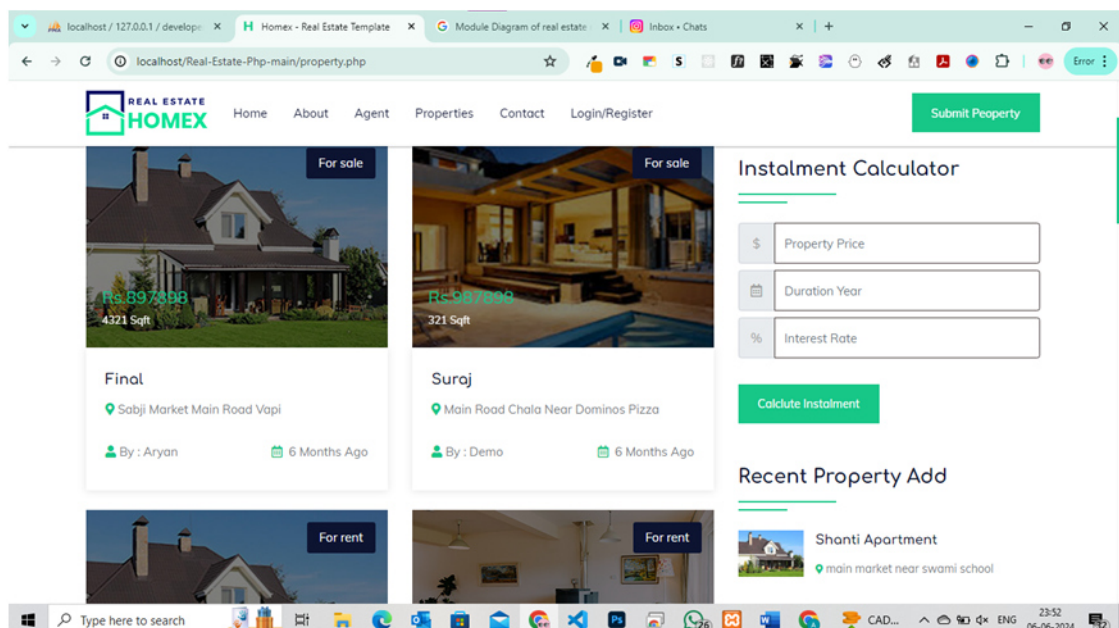 localhost / 127.0.0.1 / develope
Homex - Real Estate Template
Module Diagram of real estate
Inbox • Chats
localhost/Real-Estate-Php-main/property.php
Error
REAL ESTATE
HOMEX
Home
About
Agent
Properties
Contact
Login/Register
Submit Peoperty
For sale
Rs.897898
4321 Sqft
Final
Sabji Market Main Road Vapi
By : Aryan
6 Months Ago
For sale
Rs.987898
321 Sqft
Suraj
Main Road Chala Near Dominos Pizza
By : Demo
6 Months Ago
For rent
For rent
Instalment Calculator
$ Property Price
Duration Year
% Interest Rate
Calclute Instalment
Recent Property Add
Shanti Apartment
main market near swami school
Type here to search
CAD...
ENG
23:52
06-06-2024